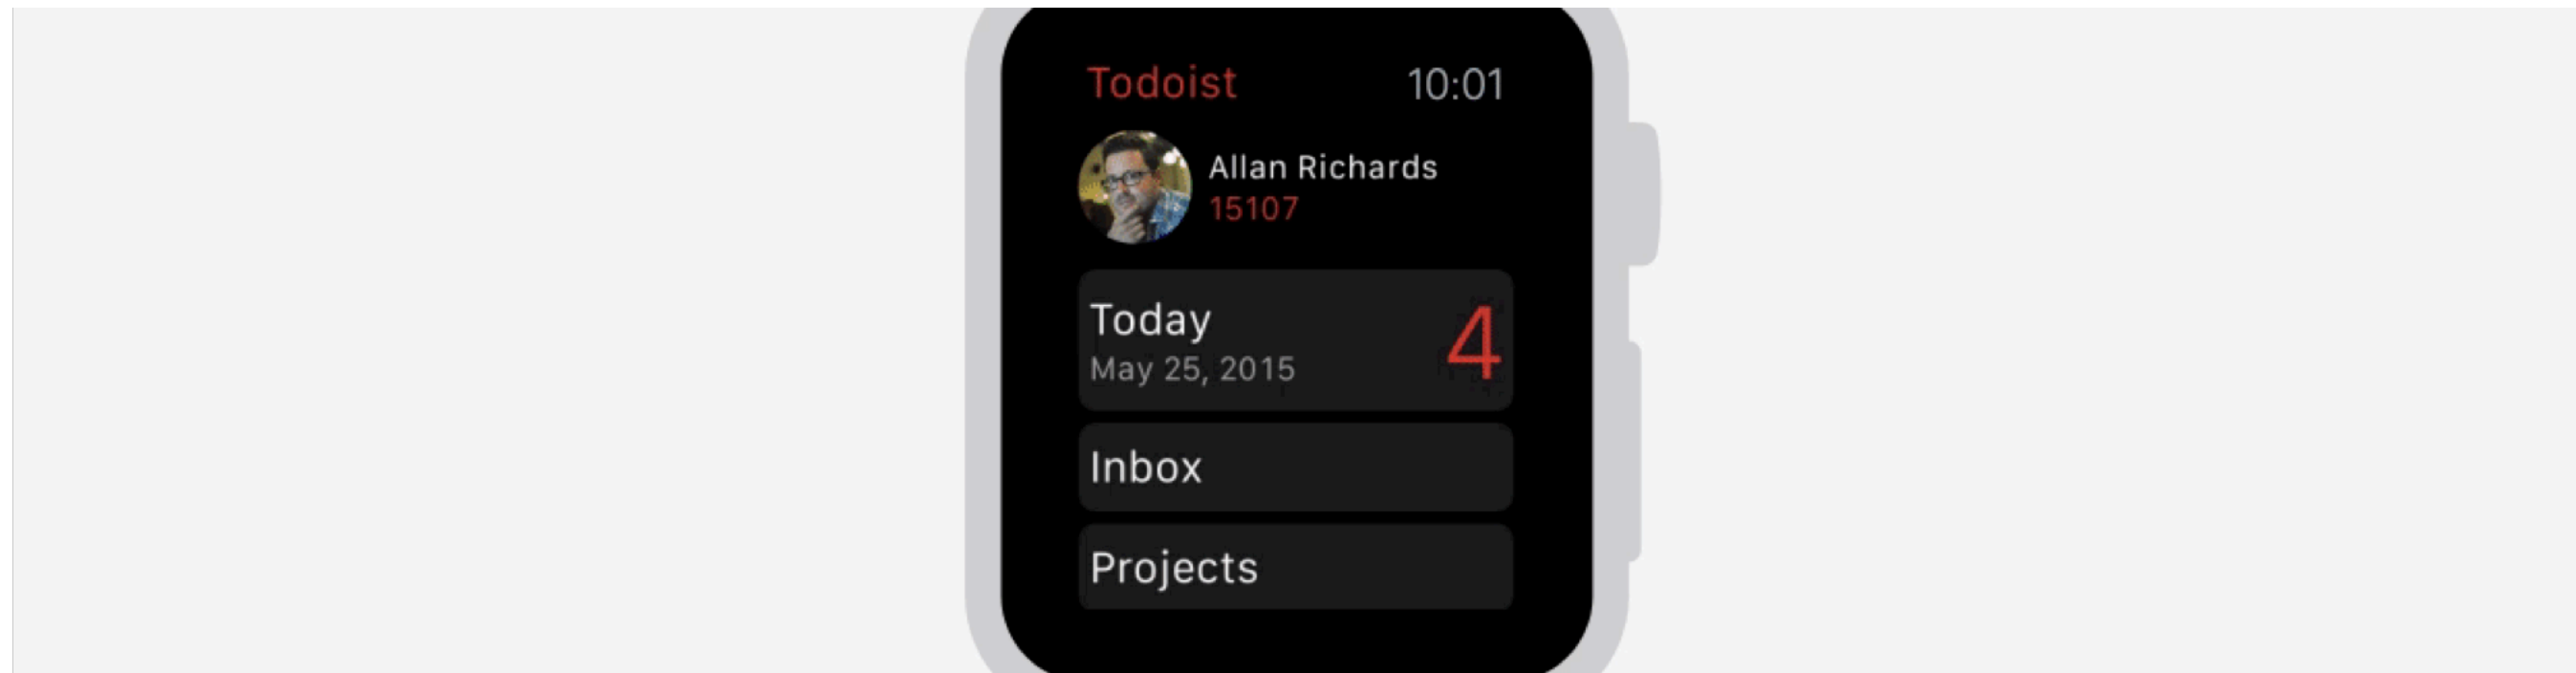 Todoist 10:01
Allan Richards
15107
Today 4
May 25, 2015
Inbox
Projects